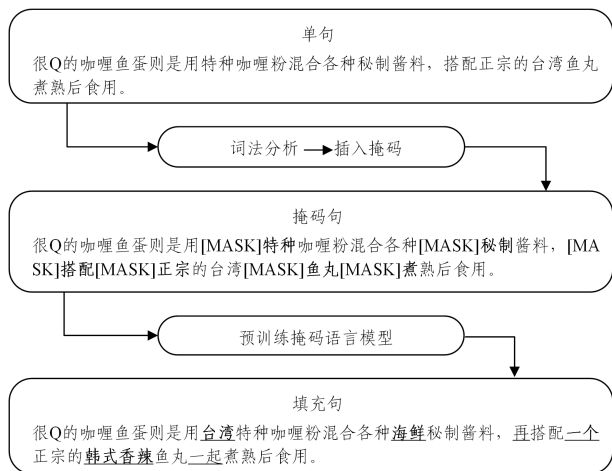 单句
很Q的咖喱鱼蛋则是用特种咖喱粉混合各种秘制酱料，搭配正宗的台湾鱼丸
煮熟后食用。
词法分析 → 插入掩码
掩码句
很Q的咖喱鱼蛋则是用[MASK]特种咖喱粉混合各种[MASK]秘制酱料，[MA
SK]搭配[MASK]正宗的台湾[MASK]鱼丸[MASK]煮熟后食用。
预训练掩码语言模型
填充句
很Q的咖喱鱼蛋则是用台湾特种咖喱粉混合各种海鲜秘制酱料，再搭配一个
正宗的韩式香辣鱼丸一起煮熟后食用。